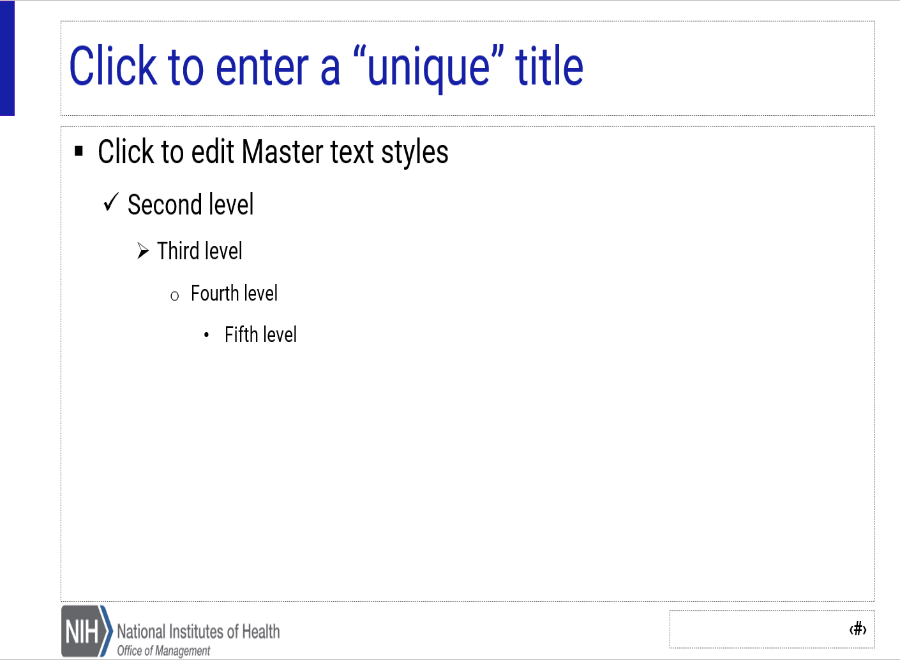 Click to enter a “unique” title
▪ Click to edit Master text styles
✓ Second level
➢ Third level
o Fourth level
• Fifth level
NIH National Institutes of Health
Office of Management
‹#›